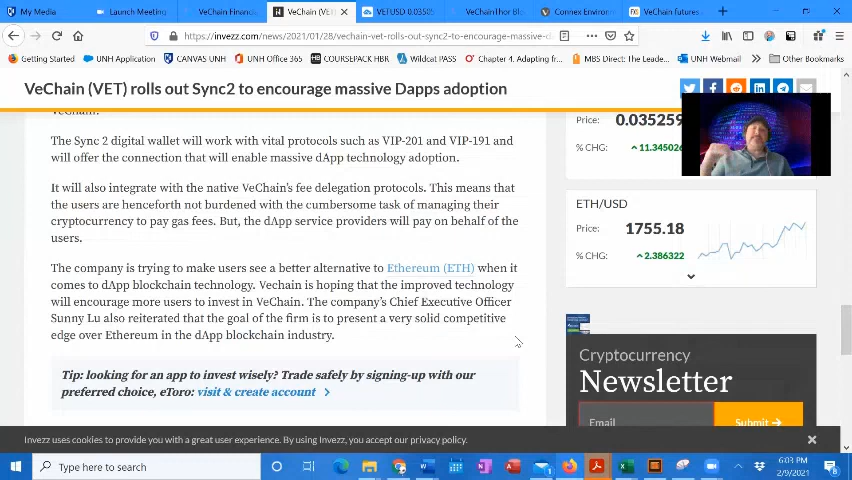 My Media
Launch Meeting
VeChain Financia
VeChain (VET)
VETUSD 0.03505
VeChainThor Blo
Connex Environ
VeChain futures
https://invezz.com/news/2021/01/28/vechain-vet-rolls-out-sync2-to-encourage-massive-d
Getting Started
UNH Application
CANVAS UNH
UNH Office 365
COURSEPACK HBR
Wildcat PASS
Chapter 4, Adapting fr...
MBS Direct: The Leade...
UNH Webmail
Other Bookmarks
VeChain (VET) rolls out Sync2 to encourage massive Dapps adoption
VeChain.
The Sync 2 digital wallet will work with vital protocols such as VIP-201 and VIP-191 and
will offer the connection that will enable massive dApp technology adoption.
It will also integrate with the native VeChain's fee delegation protocols. This means that
the users are henceforth not burdened with the cumbersome task of managing their
cryptocurrency to pay gas fees. But, the dApp service providers will pay on behalf of the
users.
The company is trying to make users see a better alternative to Ethereum (ETH) when it
comes to dApp blockchain technology. Vechain is hoping that the improved technology
will encourage more users to invest in VeChain. The company's Chief Executive Officer
Sunny Lu also reiterated that the goal of the firm is to present a very solid competitive
edge over Ethereum in the dApp blockchain industry.
Tip: looking for an app to invest wisely? Trade safely by signing-up with our
preferred choice, eToro: visit & create account
Price: 0.035259
% CHG: 11.345026
ETH/USD
Price: 1755.18
% CHG: 2.386322
Cryptocurrency
Newsletter
Email
Submit
Invezz uses cookies to provide you with a great user experience. By using Invezz, you accept our privacy policy.
Type here to search
6:03 PM
2/9/2021